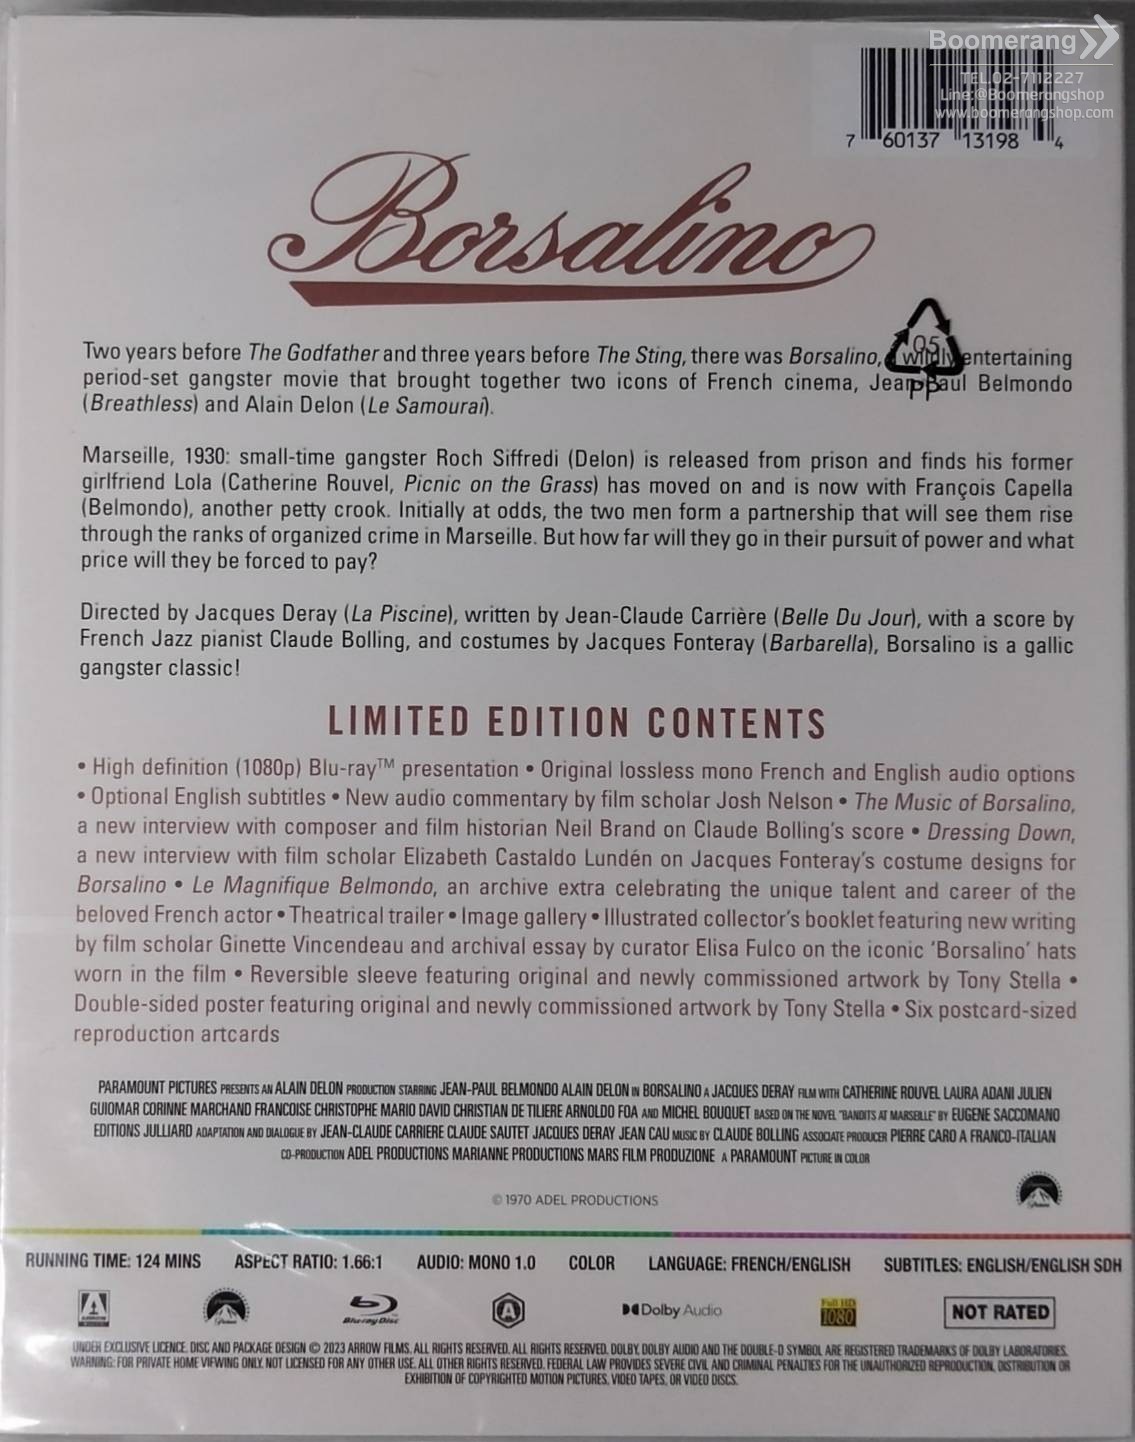 Boomerang
TEL.02-7112227
Line:@Boomerangshop
www.boomerangshop.com
7 60137 13198 4
Borsalino
05
PP
Two years before The Godfather and three years before The Sting, there was Borsalino, a wildly entertaining
period-set gangster movie that brought together two icons of French cinema, Jean-Paul Belmondo
(Breathless) and Alain Delon (Le Samouraï).
Marseille, 1930: small-time gangster Roch Siffredi (Delon) is released from prison and finds his former
girlfriend Lola (Catherine Rouvel, Picnic on the Grass) has moved on and is now with François Capella
(Belmondo), another petty crook. Initially at odds, the two men form a partnership that will see them rise
through the ranks of organized crime in Marseille. But how far will they go in their pursuit of power and what
price will they be forced to pay?
Directed by Jacques Deray (La Piscine), written by Jean-Claude Carrière (Belle Du Jour), with a score by
French Jazz pianist Claude Bolling, and costumes by Jacques Fonteray (Barbarella), Borsalino is a gallic
gangster classic!
LIMITED EDITION CONTENTS
• High definition (1080p) Blu-ray™ presentation • Original lossless mono French and English audio options
• Optional English subtitles • New audio commentary by film scholar Josh Nelson • The Music of Borsalino,
a new interview with composer and film historian Neil Brand on Claude Bolling's score • Dressing Down,
a new interview with film scholar Elizabeth Castaldo Lundén on Jacques Fonteray's costume designs for
Borsalino • Le Magnifique Belmondo, an archive extra celebrating the unique talent and career of the
beloved French actor • Theatrical trailer • Image gallery • Illustrated collector's booklet featuring new writing
by film scholar Ginette Vincendeau and archival essay by curator Elisa Fulco on the iconic 'Borsalino' hats
worn in the film • Reversible sleeve featuring original and newly commissioned artwork by Tony Stella •
Double-sided poster featuring original and newly commissioned artwork by Tony Stella • Six postcard-sized
reproduction artcards
PARAMOUNT PICTURES PRESENTS AN ALAIN DELON PRODUCTION STARRING JEAN-PAUL BELMONDO ALAIN DELON IN BORSALINO A JACQUES DERAY FILM WITH CATHERINE ROUVEL LAURA ADANI JULIEN
GUIOMAR CORINNE MARCHAND FRANCOISE CHRISTOPHE MARIO DAVID CHRISTIAN DE TILIERE ARNOLDO FOA AND MICHEL BOUQUET BASED ON THE NOVEL "BANDITS AT MARSEILLE" BY EUGENE SACCOMANO
EDITIONS JULLIARD ADAPTATION AND DIALOGUE BY JEAN-CLAUDE CARRIERE CLAUDE SAUTET JACQUES DERAY JEAN CAU MUSIC BY CLAUDE BOLLING ASSOCIATE PRODUCER PIERRE CARO A FRANCO-ITALIAN
CO-PRODUCTION ADEL PRODUCTIONS MARIANNE PRODUCTIONS MARS FILM PRODUZIONE A PARAMOUNT PICTURE IN COLOR
© 1970 ADEL PRODUCTIONS
RUNNING TIME: 124 MINS ASPECT RATIO: 1.66:1 AUDIO: MONO 1.0 COLOR LANGUAGE: FRENCH/ENGLISH SUBTITLES: ENGLISH/ENGLISH SDH
Blu-ray Disc A Dolby Audio Full HD 1080 NOT RATED
UNDER EXCLUSIVE LICENCE. DISC AND PACKAGE DESIGN © 2023 ARROW FILMS. ALL RIGHTS RESERVED. ALL RIGHTS RESERVED. DOLBY, DOLBY AUDIO AND THE DOUBLE-D SYMBOL ARE REGISTERED TRADEMARKS OF DOLBY LABORATORIES.
WARNING: FOR PRIVATE HOME VIEWING ONLY. NOT LICENSED FOR ANY OTHER USE. ALL OTHER RIGHTS RESERVED. FEDERAL LAW PROVIDES SEVERE CIVIL AND CRIMINAL PENALTIES FOR THE UNAUTHORIZED REPRODUCTION, DISTRIBUTION OR
EXHIBITION OF COPYRIGHTED MOTION PICTURES, VIDEO TAPES, OR VIDEO DISCS.